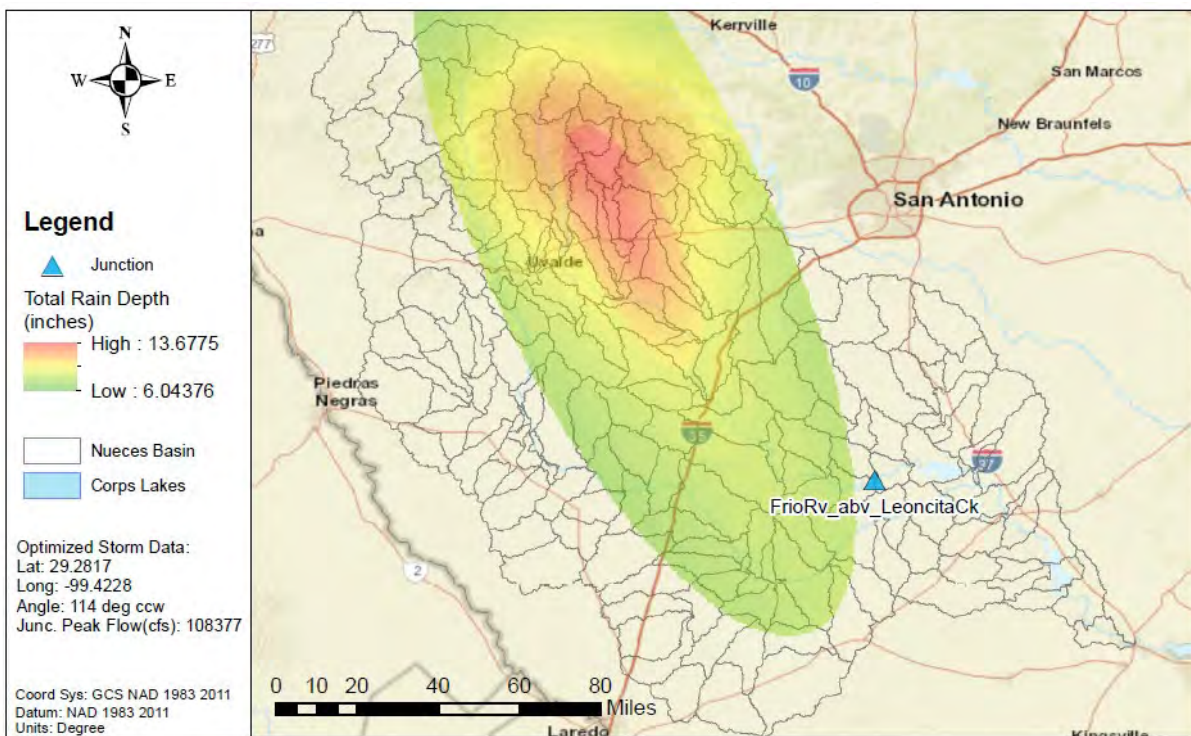 N
W
E
S
Legend
Junction
Total Rain Depth
(inches)
High : 13.6775
Low : 6.04376
Nueces Basin
Corps Lakes
Optimized Storm Data:
Lat: 29.2817
Long: -99.4228
Angle: 114 deg ccw
Junc. Peak Flow(cfs): 108377
Coord Sys: GCS NAD 1983 2011
Datum: NAD 1983 2011
Units: Degree
277
Kerrville
10
San Marcos
New Braunfels
San Antonio
a
Uvalde
Piedras
Negras
35
37
FrioRv_abv_LeoncitaCk
2
0 10 20 40 60 80
Miles
Laredo
Kingsville